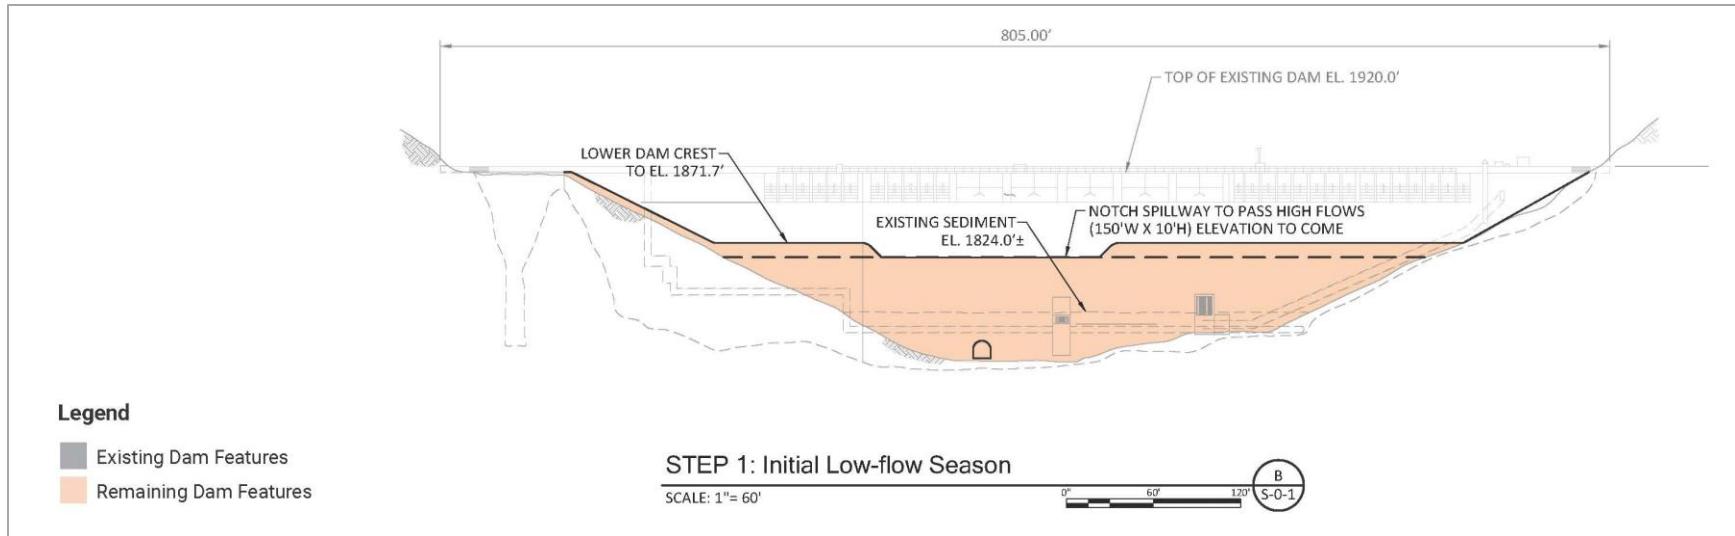 805.00'
TOP OF EXISTING DAM EL. 1920.0'
LOWER DAM CREST
TO EL. 1871.7'
EXISTING SEDIMENT
EL. 1824.0'±
NOTCH SPILLWAY TO PASS HIGH FLOWS
(150'W X 10'H) ELEVATION TO COME
Legend
Existing Dam Features
Remaining Dam Features
STEP 1: Initial Low-flow Season
SCALE: 1"= 60'
0" 60' 120'
B
S-0-1